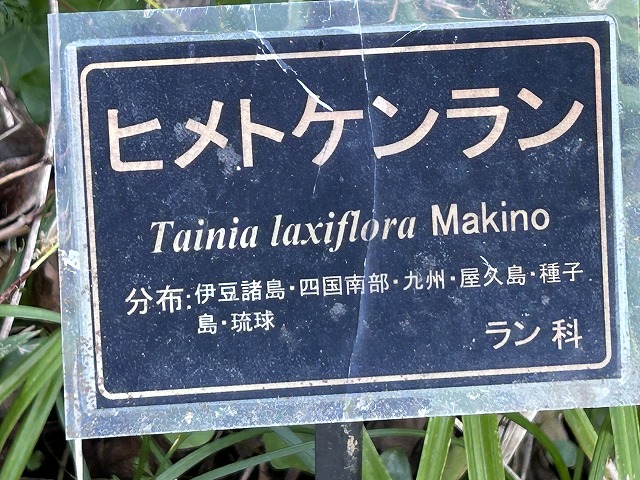 ヒメトケンラン
Tainia laxiflora Makino
分布:伊豆諸島・四国南部・九州・屋久島・種子
島・琉球
ラン科